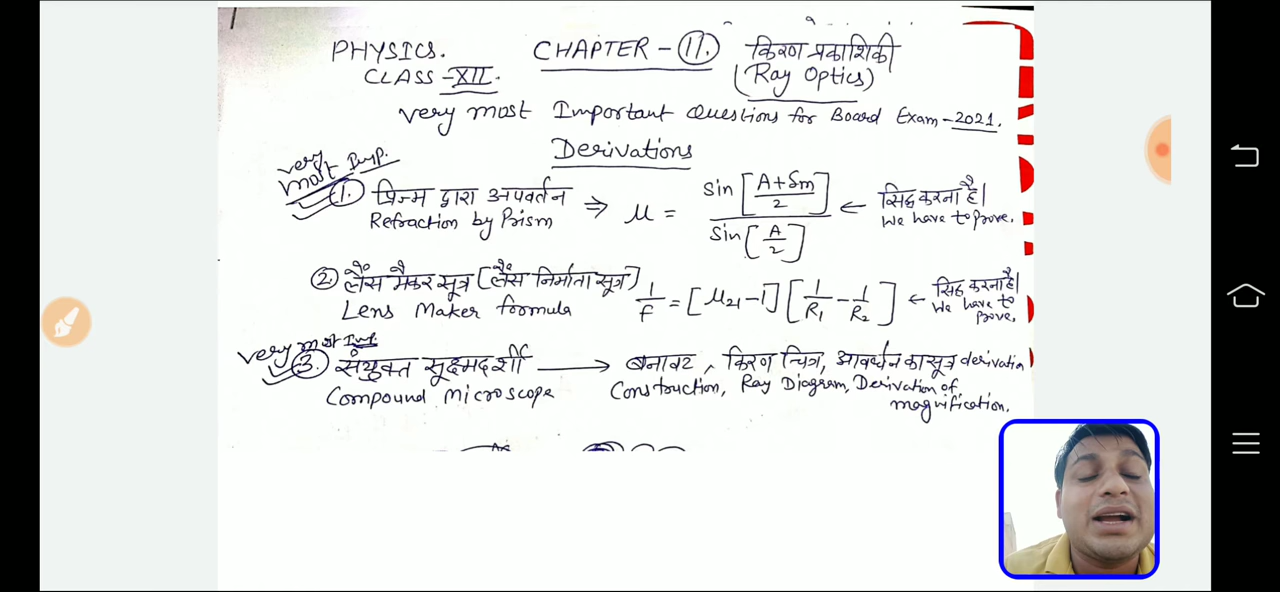 PHYSICS. CHAPTER-11. किरण प्रकाशिकी
CLASS-XII. (Ray Optics)
very most Important Questions for Board Exam-2021.
Derivations
very most Imp.
1. प्रिज्म द्वारा अपवर्तन ⇒ μ = sin[A+δm/2] / sin[A/2] ← सिद्ध करना है।
Refraction by Prism We have to prove.
② लैंस मैकर सूत्र [लैंस निर्माता सूत्र] 1/F = [μ21-1] [1/R1 - 1/R2] ← सिद्ध करना है।
Lens Maker formula We have to prove.
very most Imp.
3. संयुक्त सूक्ष्मदर्शी → बनावट, किरण चित्र, आवर्धन का सूत्र derivation
Compound Microscope Construction, Ray Diagram, Derivation of magnification.